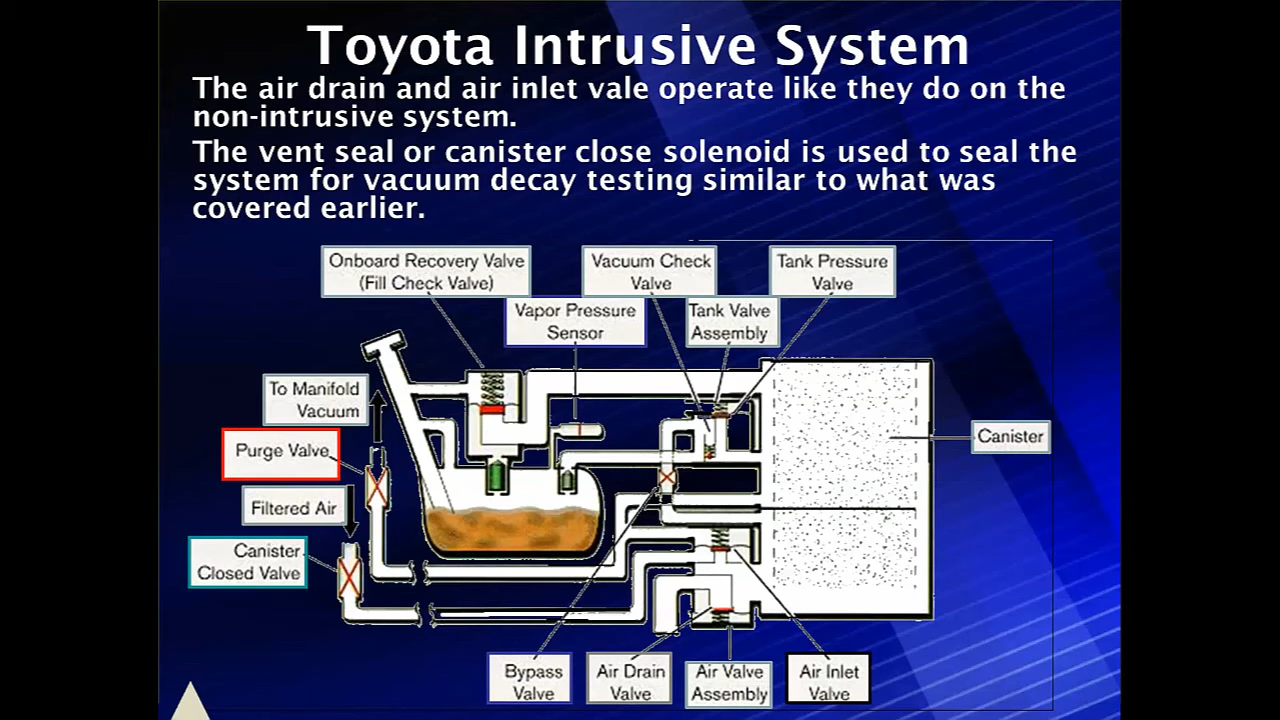 Toyota Intrusive System
The air drain and air inlet vale operate like they do on the
non-intrusive system.
The vent seal or canister close solenoid is used to seal the
system for vacuum decay testing similar to what was
covered earlier.
Onboard Recovery Valve
(Fill Check Valve)
Vacuum Check
Valve
Tank Pressure
Valve
Vapor Pressure
Sensor
Tank Valve
Assembly
To Manifold
Vacuum
Purge Valve
Filtered Air
Canister
Closed Valve
Canister
Bypass
Valve
Air Drain
Valve
Air Valve
Assembly
Air Inlet
Valve